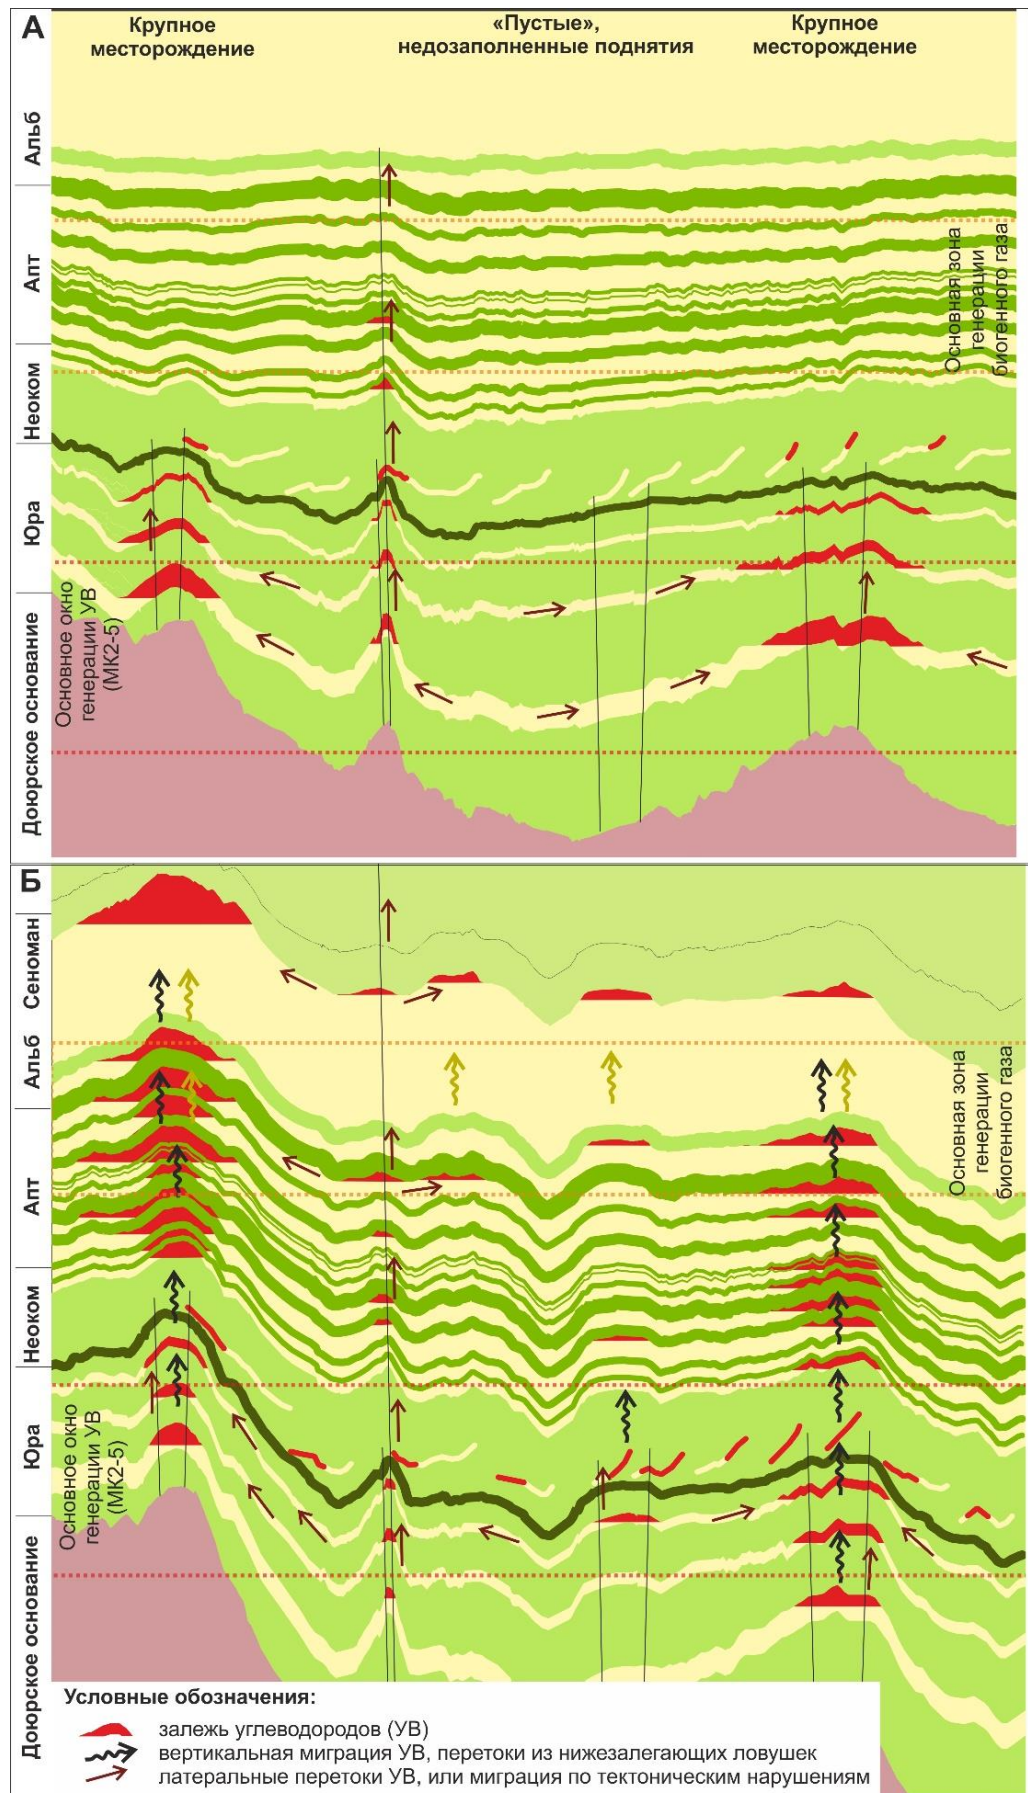 А
Крупное
месторождение
«Пустые»,
недозаполненные поднятия
Крупное
месторождение
Альб
Апт
Неоком
Юра
Доюрское основание
Основная зона
генерации
биогенного газа
Основное окно
генерации УВ
(МК2-5)
Б
Сеноман
Альб
Апт
Неоком
Юра
Доюрское основание
Основная зона
генерации
биогенного газа
Основное окно
генерации УВ
(МК2-5)
Условные обозначения:
залежь углеводородов (УВ)
вертикальная миграция УВ, перетоки из нижезалегающих ловушек
латеральные перетоки УВ, или миграция по тектоническим нарушениям